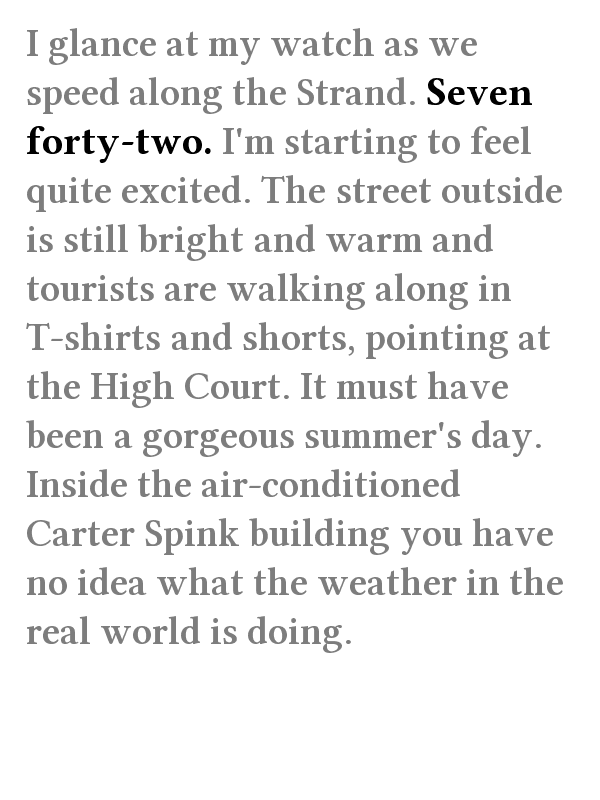 I glance at my watch as we
speed along the Strand. Seven
forty-two. I'm starting to feel
quite excited. The street outside
is still bright and warm and
tourists are walking along in
T-shirts and shorts, pointing at
the High Court. It must have
been a gorgeous summer's day.
Inside the air-conditioned
Carter Spink building you have
no idea what the weather in the
real world is doing.